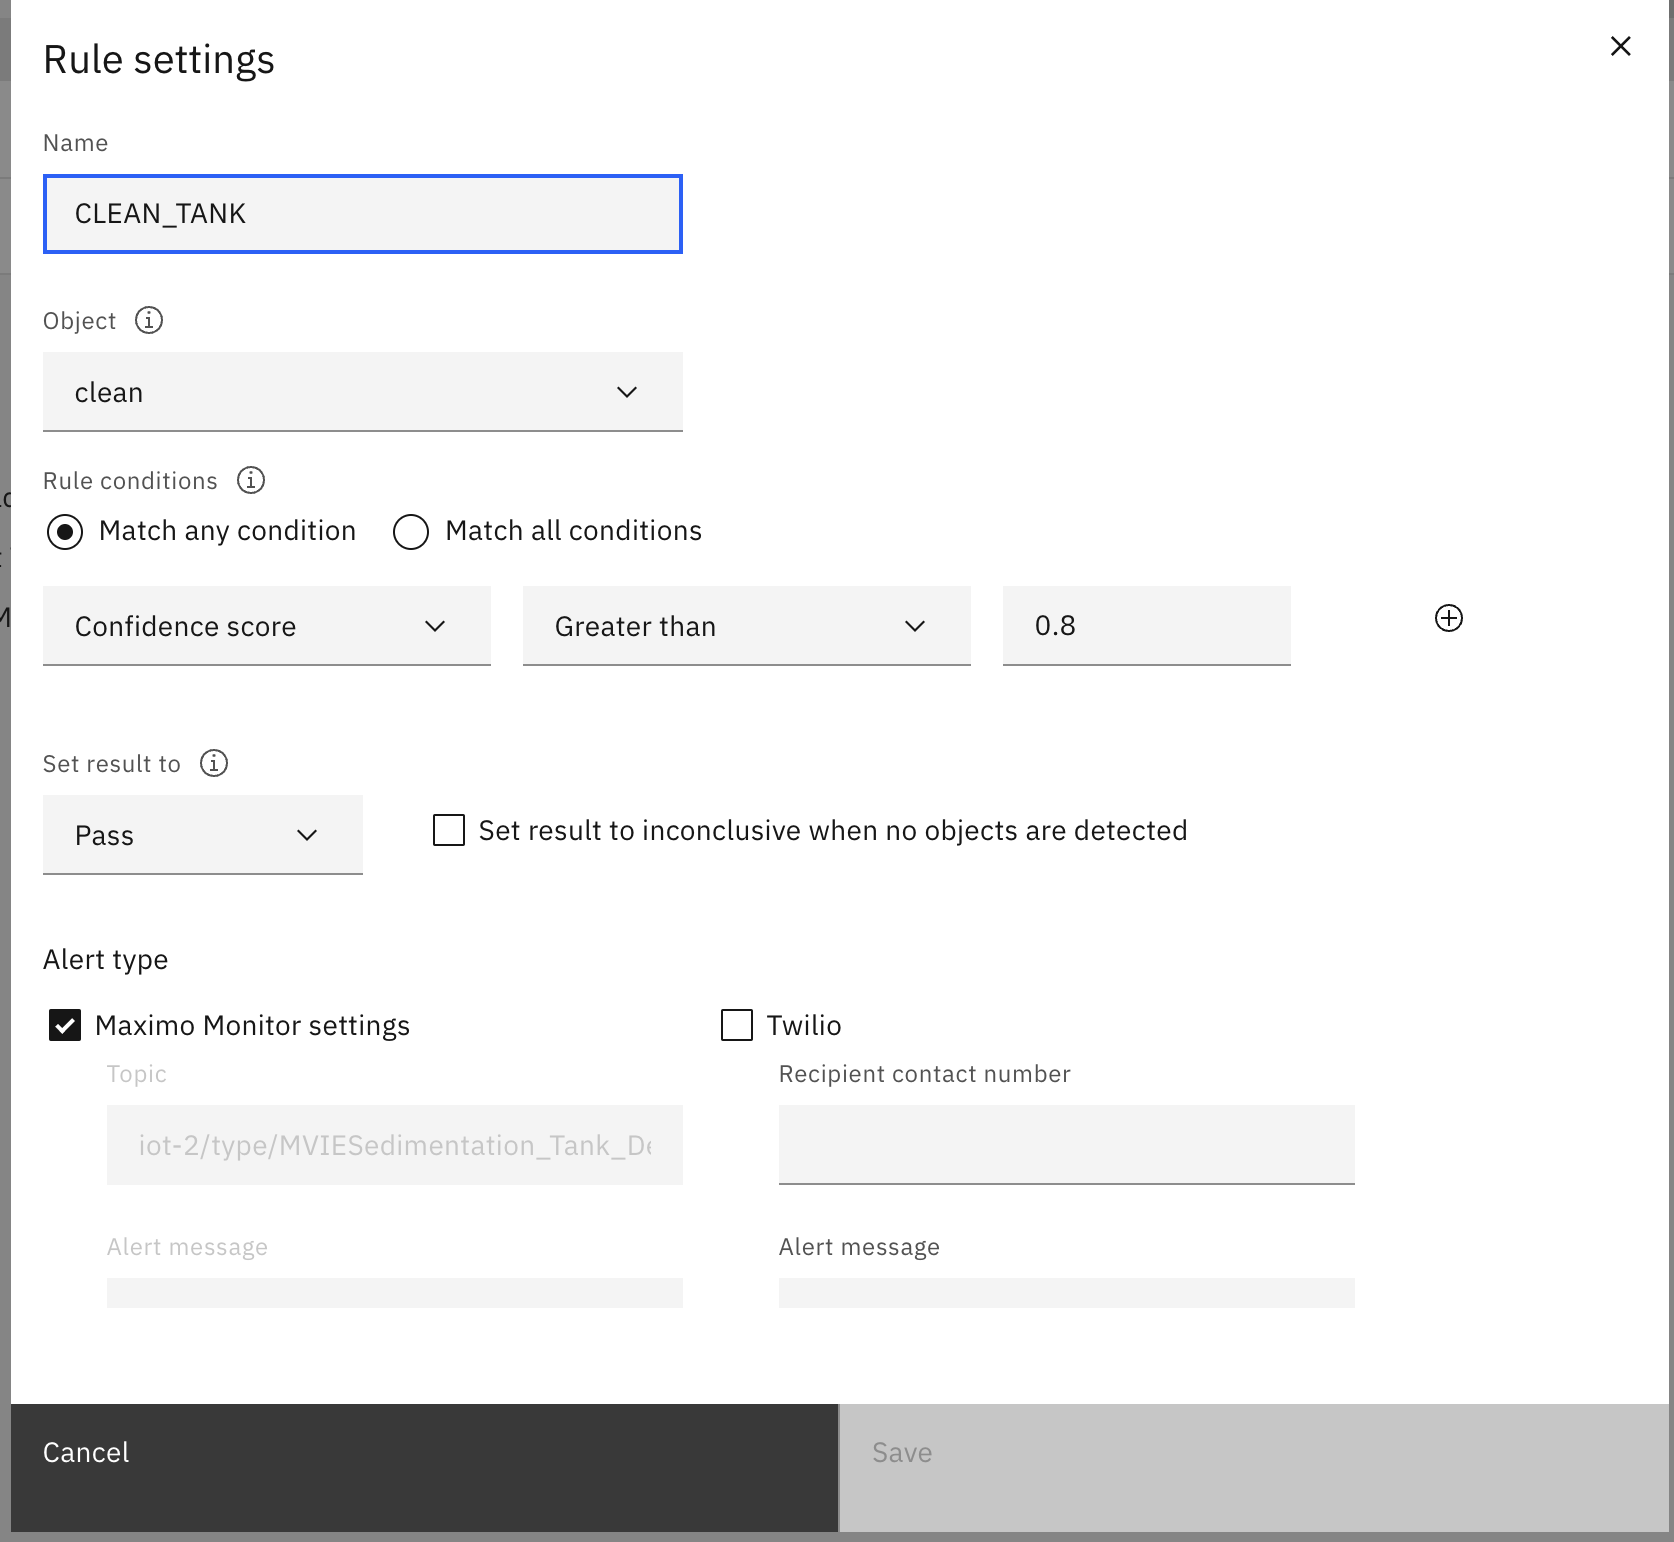 Rule settings
Name
CLEAN_TANK
Object
clean
Rule conditions
Match any condition Match all conditions
Confidence score Greater than 0.8
Set result to
Pass Set result to inconclusive when no objects are detected
Alert type
Maximo Monitor settings Twilio
Topic Recipient contact number
iot-2/type/MVIESedimentation_Tank_De
Alert message Alert message
Cancel Save